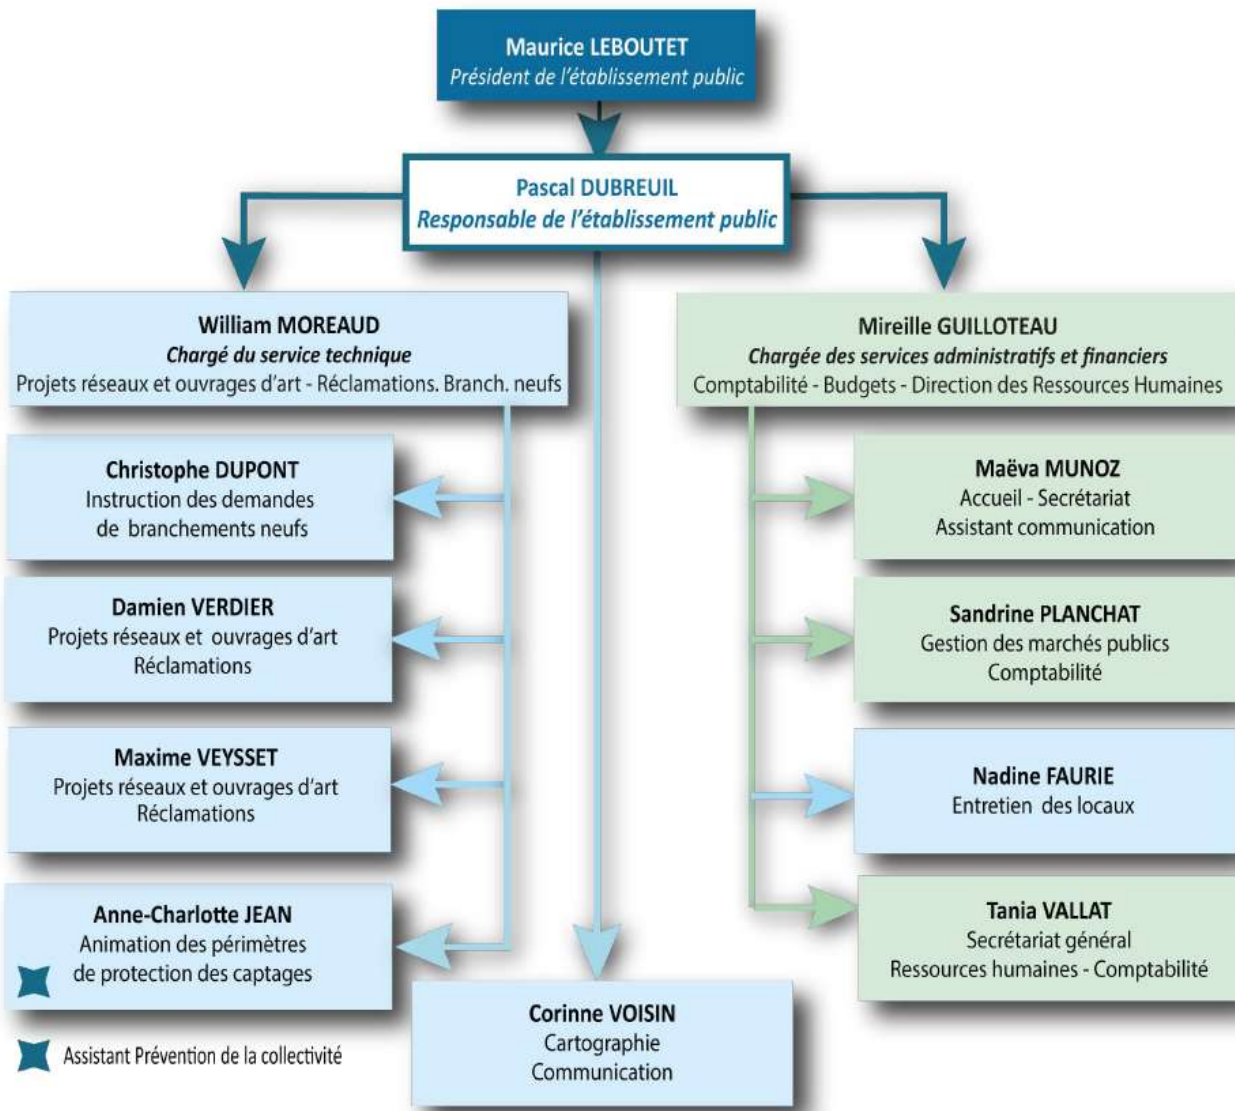 Maurice LEBOUTET
Président de l'établissement public
Pascal DUBREUIL
Responsable de l'établissement public
William MOREAUD
Chargé du service technique
Projets réseaux et ouvrages d'art - Réclamations. Branch. neufs
Mireille GUILLOTEAU
Chargée des services administratifs et financiers
Comptabilité - Budgets - Direction des Ressources Humaines
Christophe DUPONT
Instruction des demandes
de branchements neufs
Damien VERDIER
Projets réseaux et ouvrages d'art
Réclamations
Maxime VEYSSET
Projets réseaux et ouvrages d'art
Réclamations
Anne-Charlotte JEAN
Animation des périmètres
de protection des captages
Assistant Prévention de la collectivité
Corinne VOISIN
Cartographie
Communication
Maëva MUNOZ
Accueil - Secrétariat
Assistant communication
Sandrine PLANCHAT
Gestion des marchés publics
Comptabilité
Nadine FAURIE
Entretien des locaux
Tania VALLAT
Secrétariat général
Ressources humaines - Comptabilité